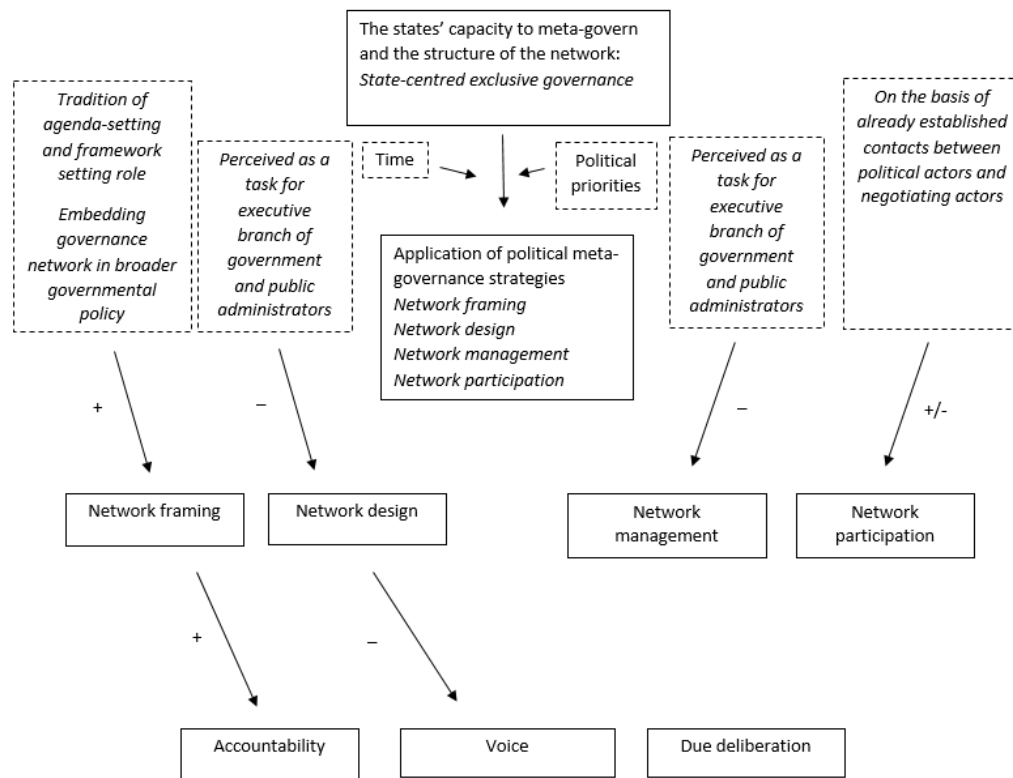 The states’ capacity to meta-govern
and the structure of the network:
State-centred exclusive governance
Tradition of
agenda-setting
and framework
setting role
Embedding
governance
network in broader
governmental
policy
Perceived as a
task for
executive
branch of
government
and public
administrators
Time
Political
priorities
Perceived as a
task for
executive
branch of
government
and public
administrators
On the basis of
already established
contacts between
political actors and
negotiating actors
Application of political meta-
governance strategies
Network framing
Network design
Network management
Network participation
+
–
–
+/-
Network framing
Network design
Network
management
Network
participation
+
–
Accountability
Voice
Due deliberation